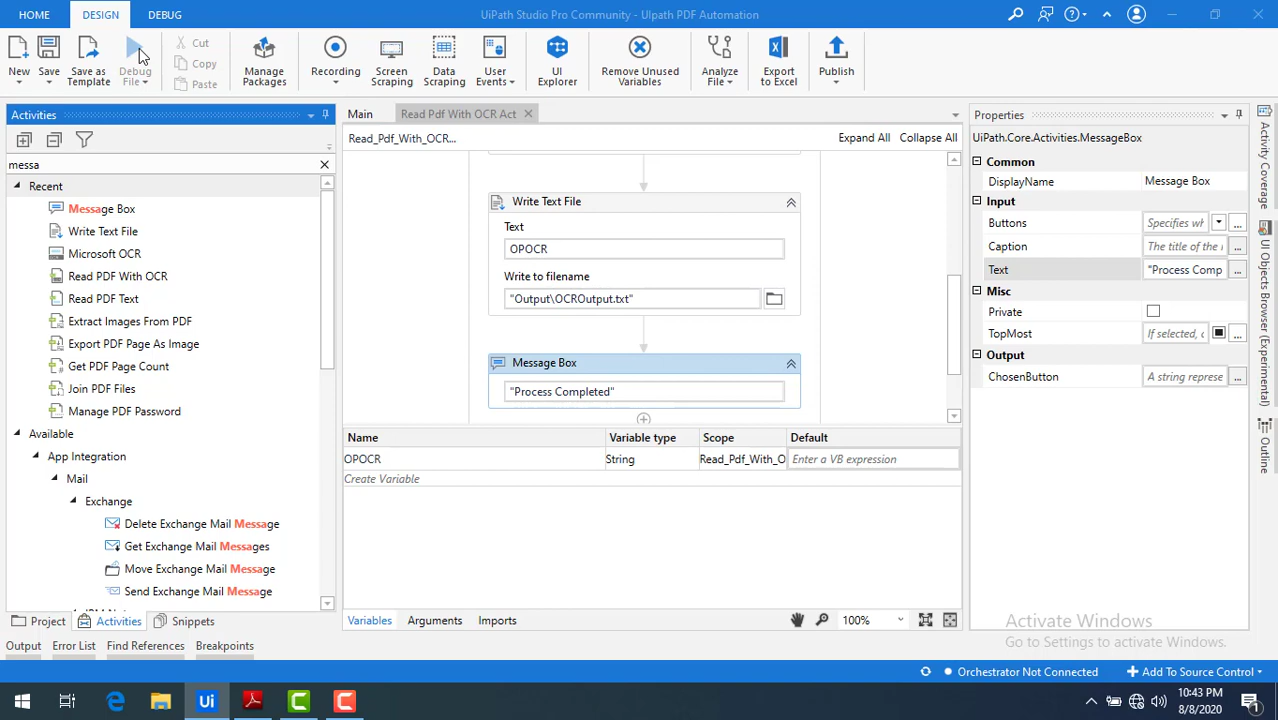 HOME
DESIGN
DEBUG
UiPath Studio Pro Community - UIpath PDF Automation
New
Save
Save as
Template
Debug
File
Cut
Copy
Paste
Manage
Packages
Recording
Screen
Scraping
Data
Scraping
User
Events
UI
Explorer
Remove Unused
Variables
Analyze
File
Export
to Excel
Publish
Activities
messa
Recent
Message Box
Write Text File
Microsoft OCR
Read PDF With OCR
Read PDF Text
Extract Images From PDF
Export PDF Page As Image
Get PDF Page Count
Join PDF Files
Manage PDF Password
Available
App Integration
Mail
Exchange
Delete Exchange Mail Message
Get Exchange Mail Messages
Move Exchange Mail Message
Send Exchange Mail Message
Project
Activities
Snippets
Main
Read Pdf With OCR Act
Read_Pdf_With_OCR...
Expand All
Collapse All
Write Text File
Text
OPOCR
Write to filename
"Output\OCROutput.txt"
Message Box
"Process Completed"
Name
Variable type
Scope
Default
OPOCR
String
Read_Pdf_With_O
Enter a VB expression
Create Variable
Variables
Arguments
Imports
100%
Properties
UiPath.Core.Activities.MessageBox
Common
DisplayName
Message Box
Input
Buttons
Specifies wh
...
Caption
The title of the r
...
Text
"Process Comp
...
Misc
Private
TopMost
If selected, c
...
Output
ChosenButton
A string represe
...
Activity Coverage
UI Objects Browser (Experimental)
Outline
Activate Windows
Go to Settings to activate Windows.
Output
Error List
Find References
Breakpoints
Orchestrator Not Connected
Add To Source Control
Ui
10:43 PM
8/8/2020
1